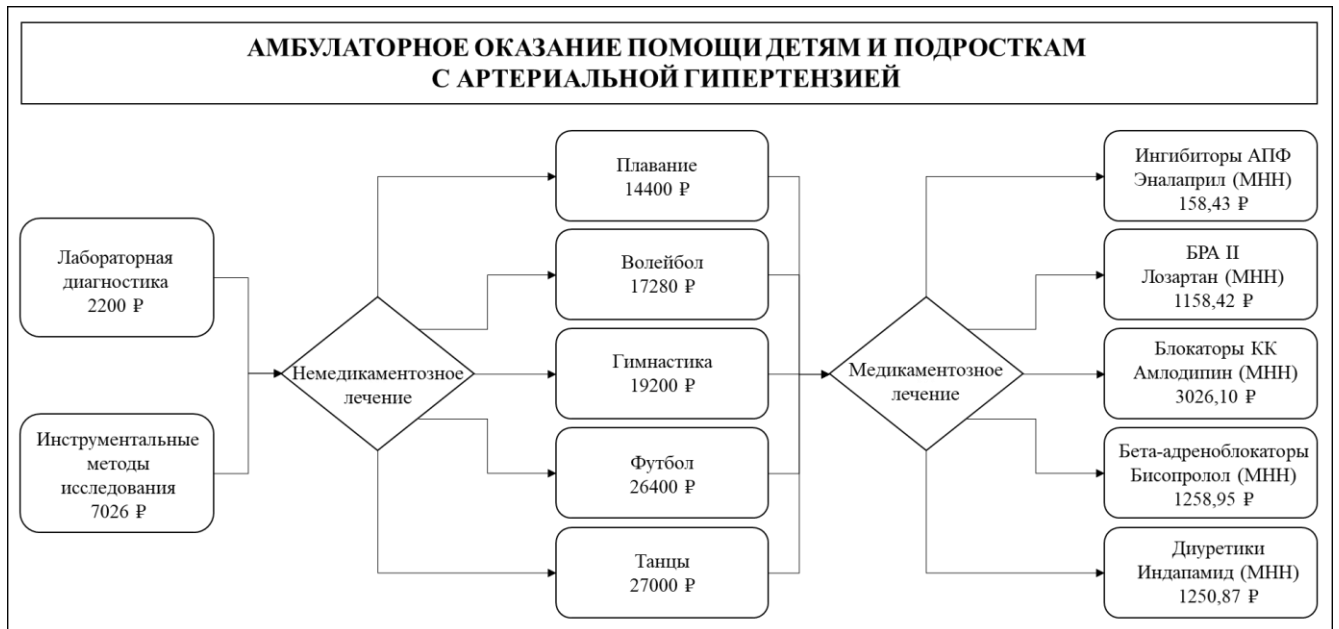 АМБУЛАТОРНОЕ ОКАЗАНИЕ ПОМОЩИ ДЕТЯМ И ПОДРОСТКАМ
С АРТЕРИАЛЬНОЙ ГИПЕРТЕНЗИЕЙ
Лабораторная
диагностика
2200 ₽
Инструментальные
методы
исследования
7026 ₽
Немедикаментозное
лечение
Плавание
14400 ₽
Волейбол
17280 ₽
Гимнастика
19200 ₽
Футбол
26400 ₽
Танцы
27000 ₽
Медикаментозное
лечение
Ингибиторы АПФ
Эналаприл (МНН)
158,43 ₽
БРА II
Лозартан (МНН)
1158,42 ₽
Блокаторы КК
Амлодипин (МНН)
3026,10 ₽
Бета-адреноблокаторы
Бисопролол (МНН)
1258,95 ₽
Диуретики
Индапамид (МНН)
1250,87 ₽